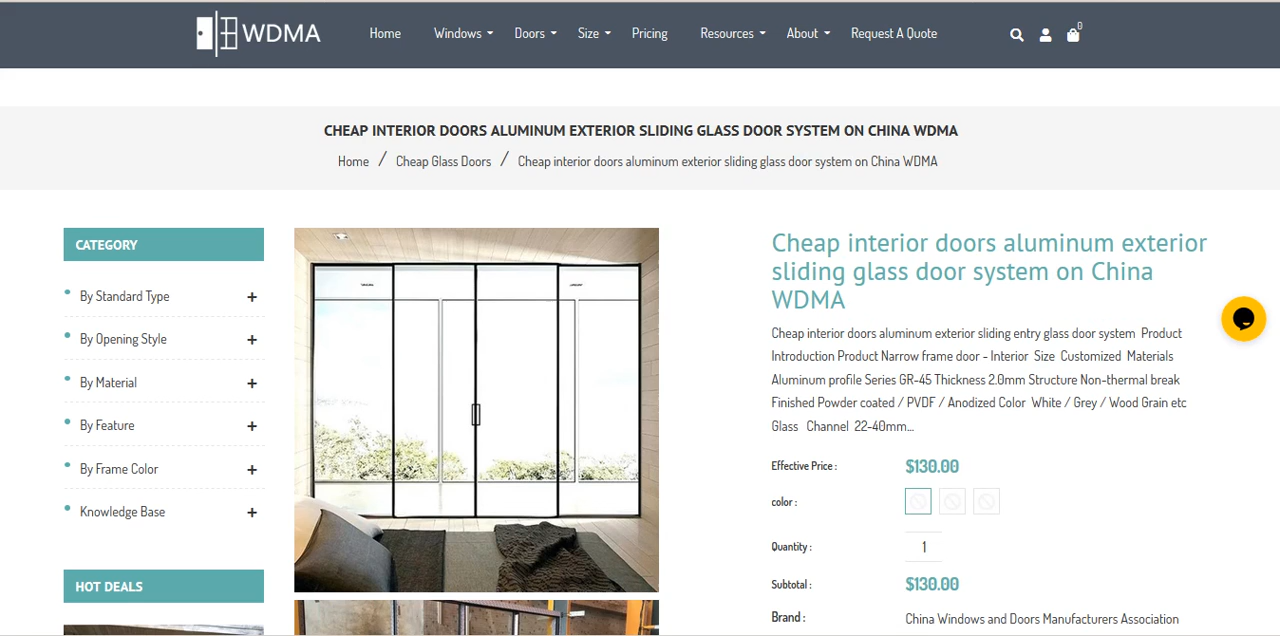 WDMA
Home Windows Doors Size Pricing Resources About Request A Quote
0
CHEAP INTERIOR DOORS ALUMINUM EXTERIOR SLIDING GLASS DOOR SYSTEM ON CHINA WDMA
Home / Cheap Glass Doors / Cheap interior doors aluminum exterior sliding glass door system on China WDMA
CATEGORY
By Standard Type +
By Opening Style +
By Material +
By Feature +
By Frame Color +
Knowledge Base +
HOT DEALS
Cheap interior doors aluminum exterior
sliding glass door system on China
WDMA
Cheap interior doors aluminum exterior sliding entry glass door system Product
Introduction Product Narrow frame door - Interior Size Customized Materials
Aluminum profile Series GR-45 Thickness 2.0mm Structure Non-thermal break
Finished Powder coated / PVDF / Anodized Color White / Grey / Wood Grain etc
Glass Channel 22-40mm...
Effective Price : $130.00
color :
Quantity : 1
Subtotal : $130.00
Brand : China Windows and Doors Manufacturers Association